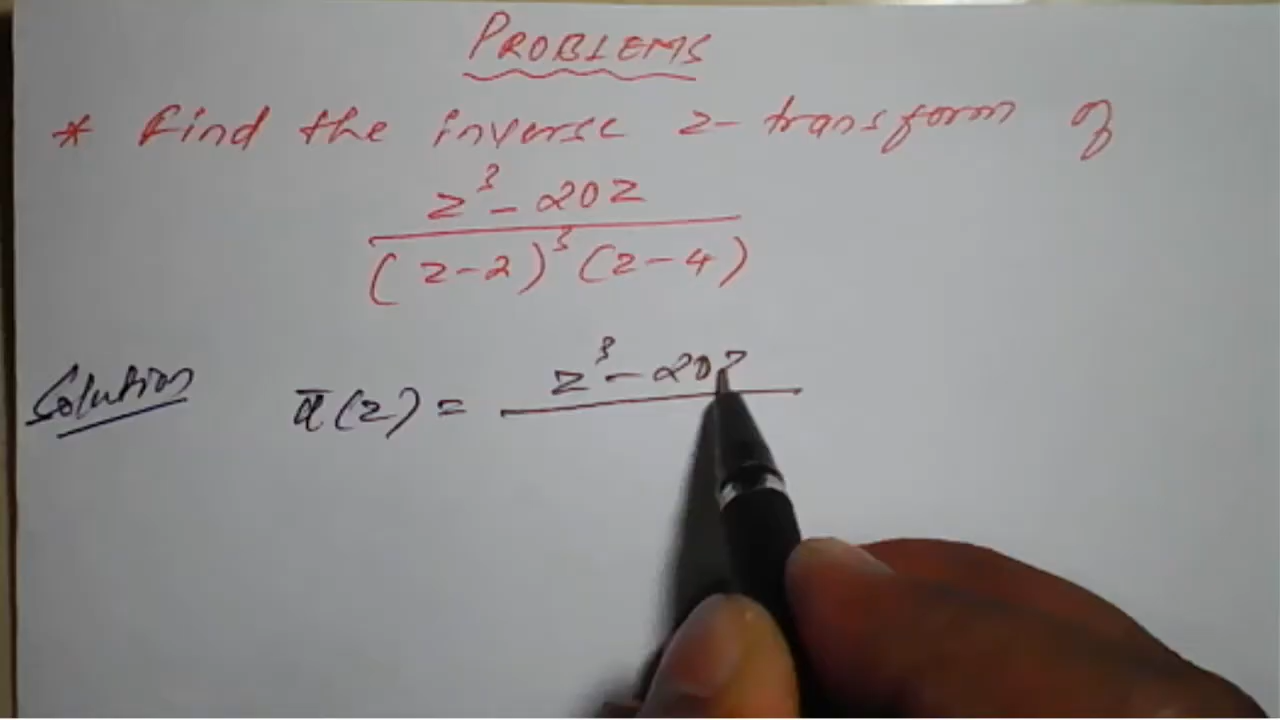 PROBLEMS
* Find the inverse z-transform of
z³ - 20z
(z-2)³(z-4)
Solution
ū(z) = z³ - 20z